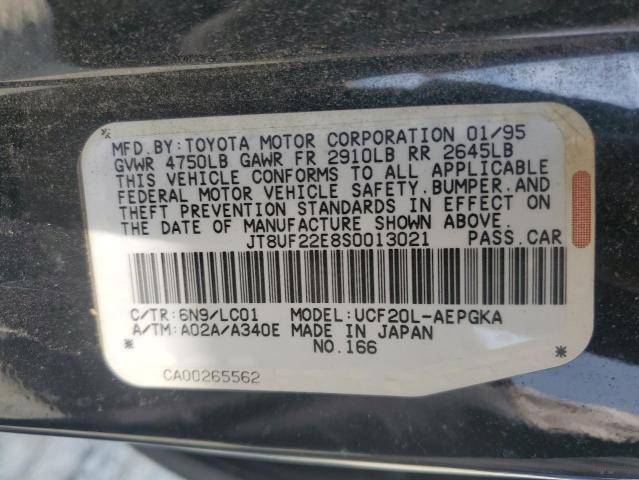 MFD.BY:TOYOTA MOTOR CORPORATION 01/95
GVWR 4750LB GAWR FR 2910LB RR 2645LB
THIS VEHICLE CONFORMS TO ALL APPLICABLE
FEDERAL MOTOR VEHICLE SAFETY,BUMPER,AND
THEFT PREVENTION STANDARDS IN EFFECT ON
THE DATE OF MANUFACTURE SHOWN ABOVE.
JT8UF22E8S0013021 PASS.CAR
C/TR:6N9/LC01 MODEL:UCF20L-AEPGKA
A/TM:A02A/A340E MADE IN JAPAN
* NO.166 *
CA00265562